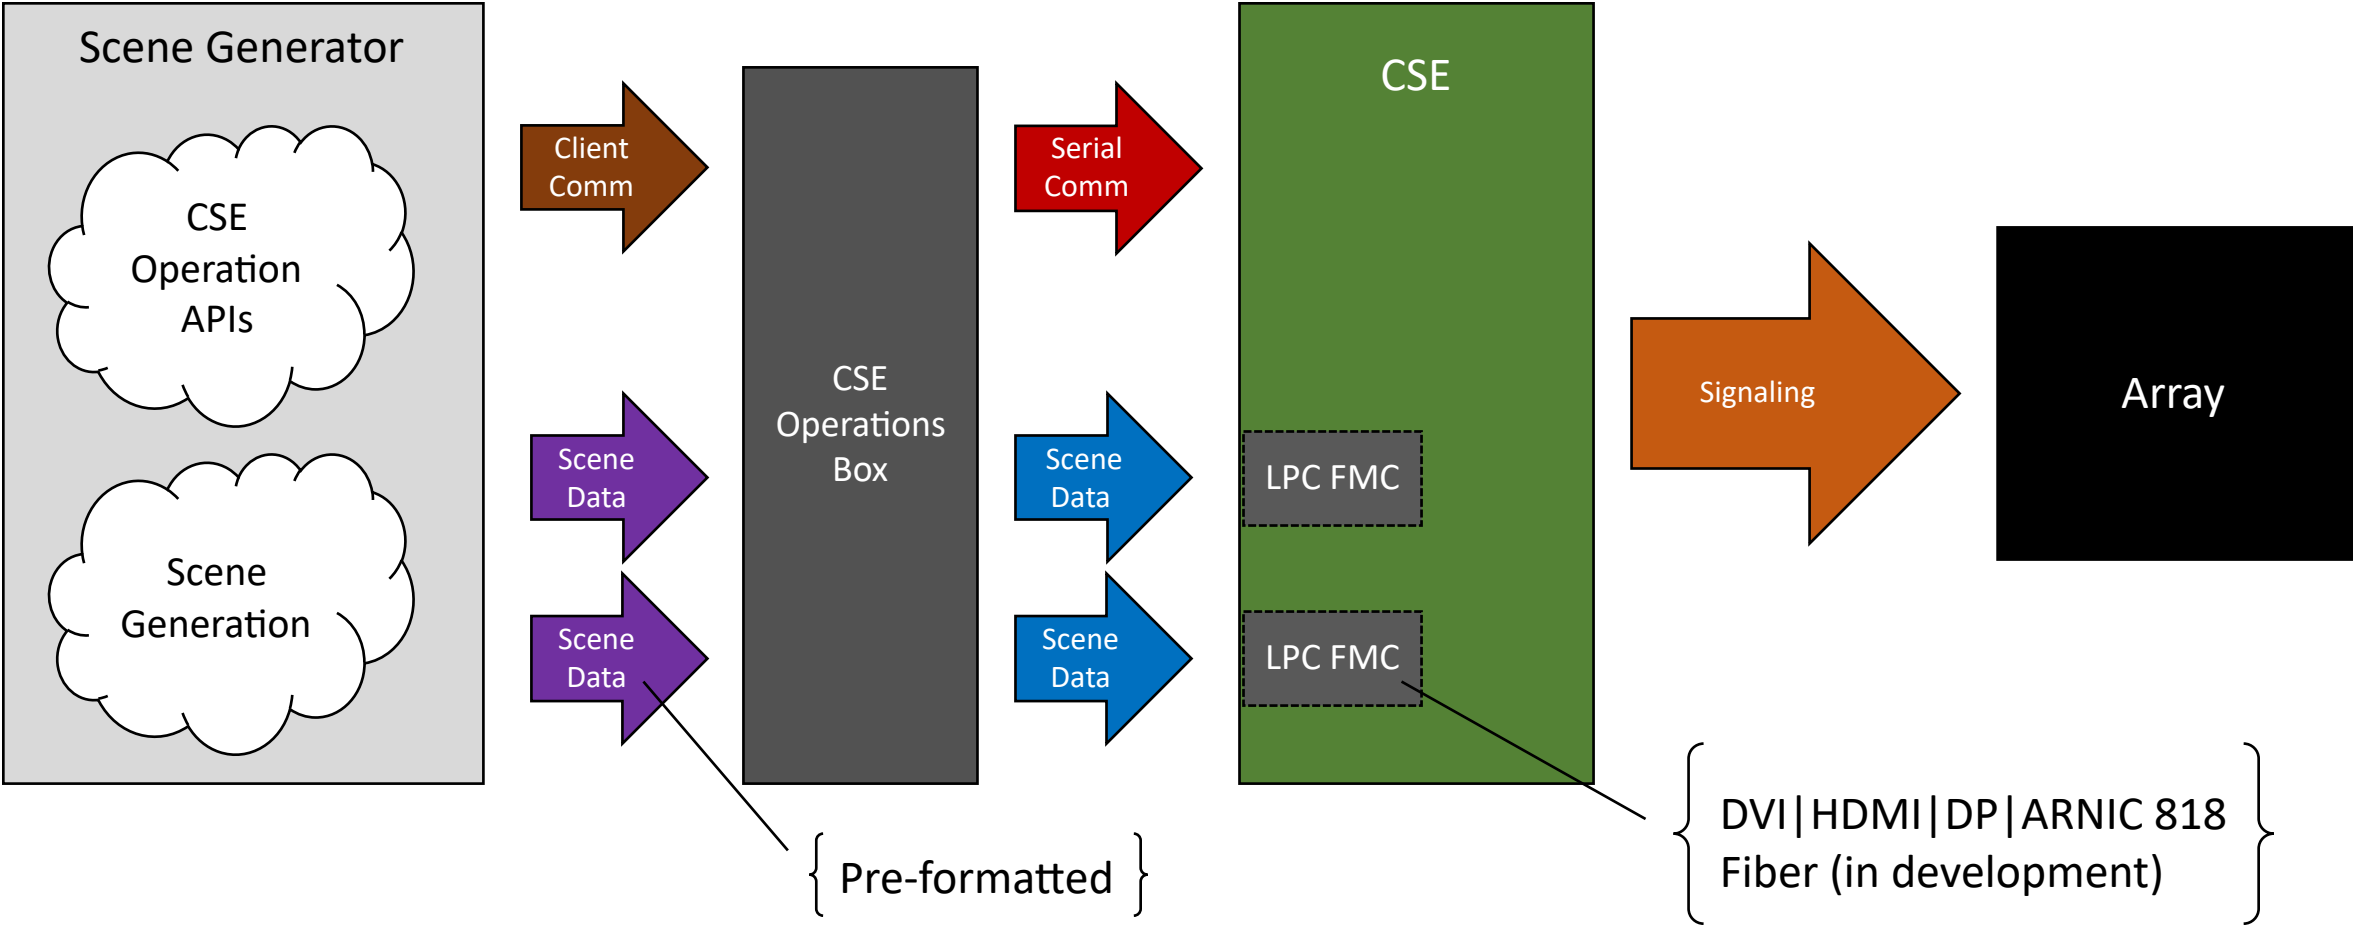 Scene Generator
CSE
Operation
APIs
Scene
Generation
Client
Comm
Scene
Data
Scene
Data
CSE
Operations
Box
Pre-formatted
Serial
Comm
Scene
Data
Scene
Data
CSE
LPC FMC
LPC FMC
DVI|HDMI|DP|ARNIC 818
Fiber (in development)
Signaling
Array